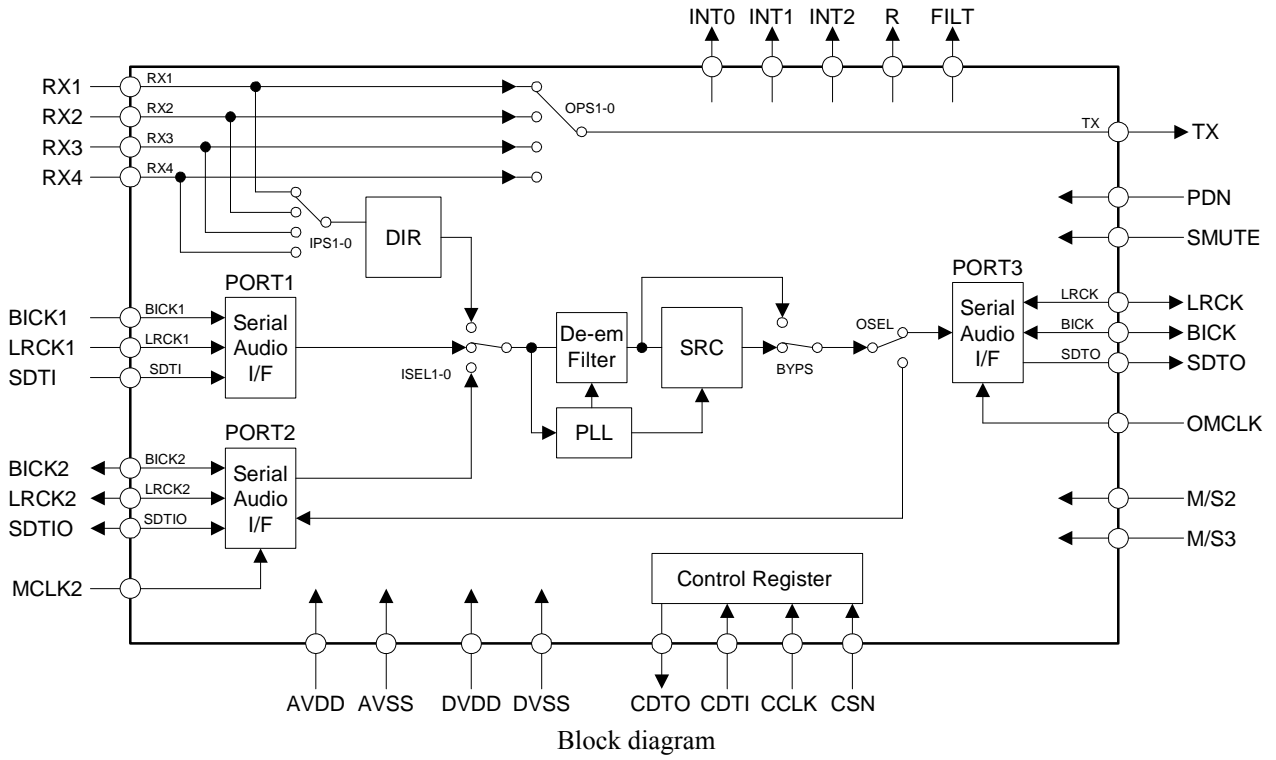 INT0 INT1 INT2 R FILT
RX1 RX1
RX2 RX2
OPS1-0
RX3 RX3
RX4 RX4
TX TX
IPS1-0
DIR
PDN
SMUTE
PORT1
BICK1 BICK1
LRCK1 LRCK1
SDTI SDTI
Serial
Audio
I/F
ISEL1-0
De-em
Filter
PLL
SRC
BYPS
OSEL
PORT3
Serial
Audio
I/F
LRCK LRCK
BICK BICK
SDTO SDTO
OMCLK
PORT2
BICK2 BICK2
LRCK2 LRCK2
SDTIO SDTIO
Serial
Audio
I/F
MCLK2
M/S2
M/S3
Control Register
AVDD AVSS DVDD DVSS CDTO CDTI CCLK CSN
Block diagram